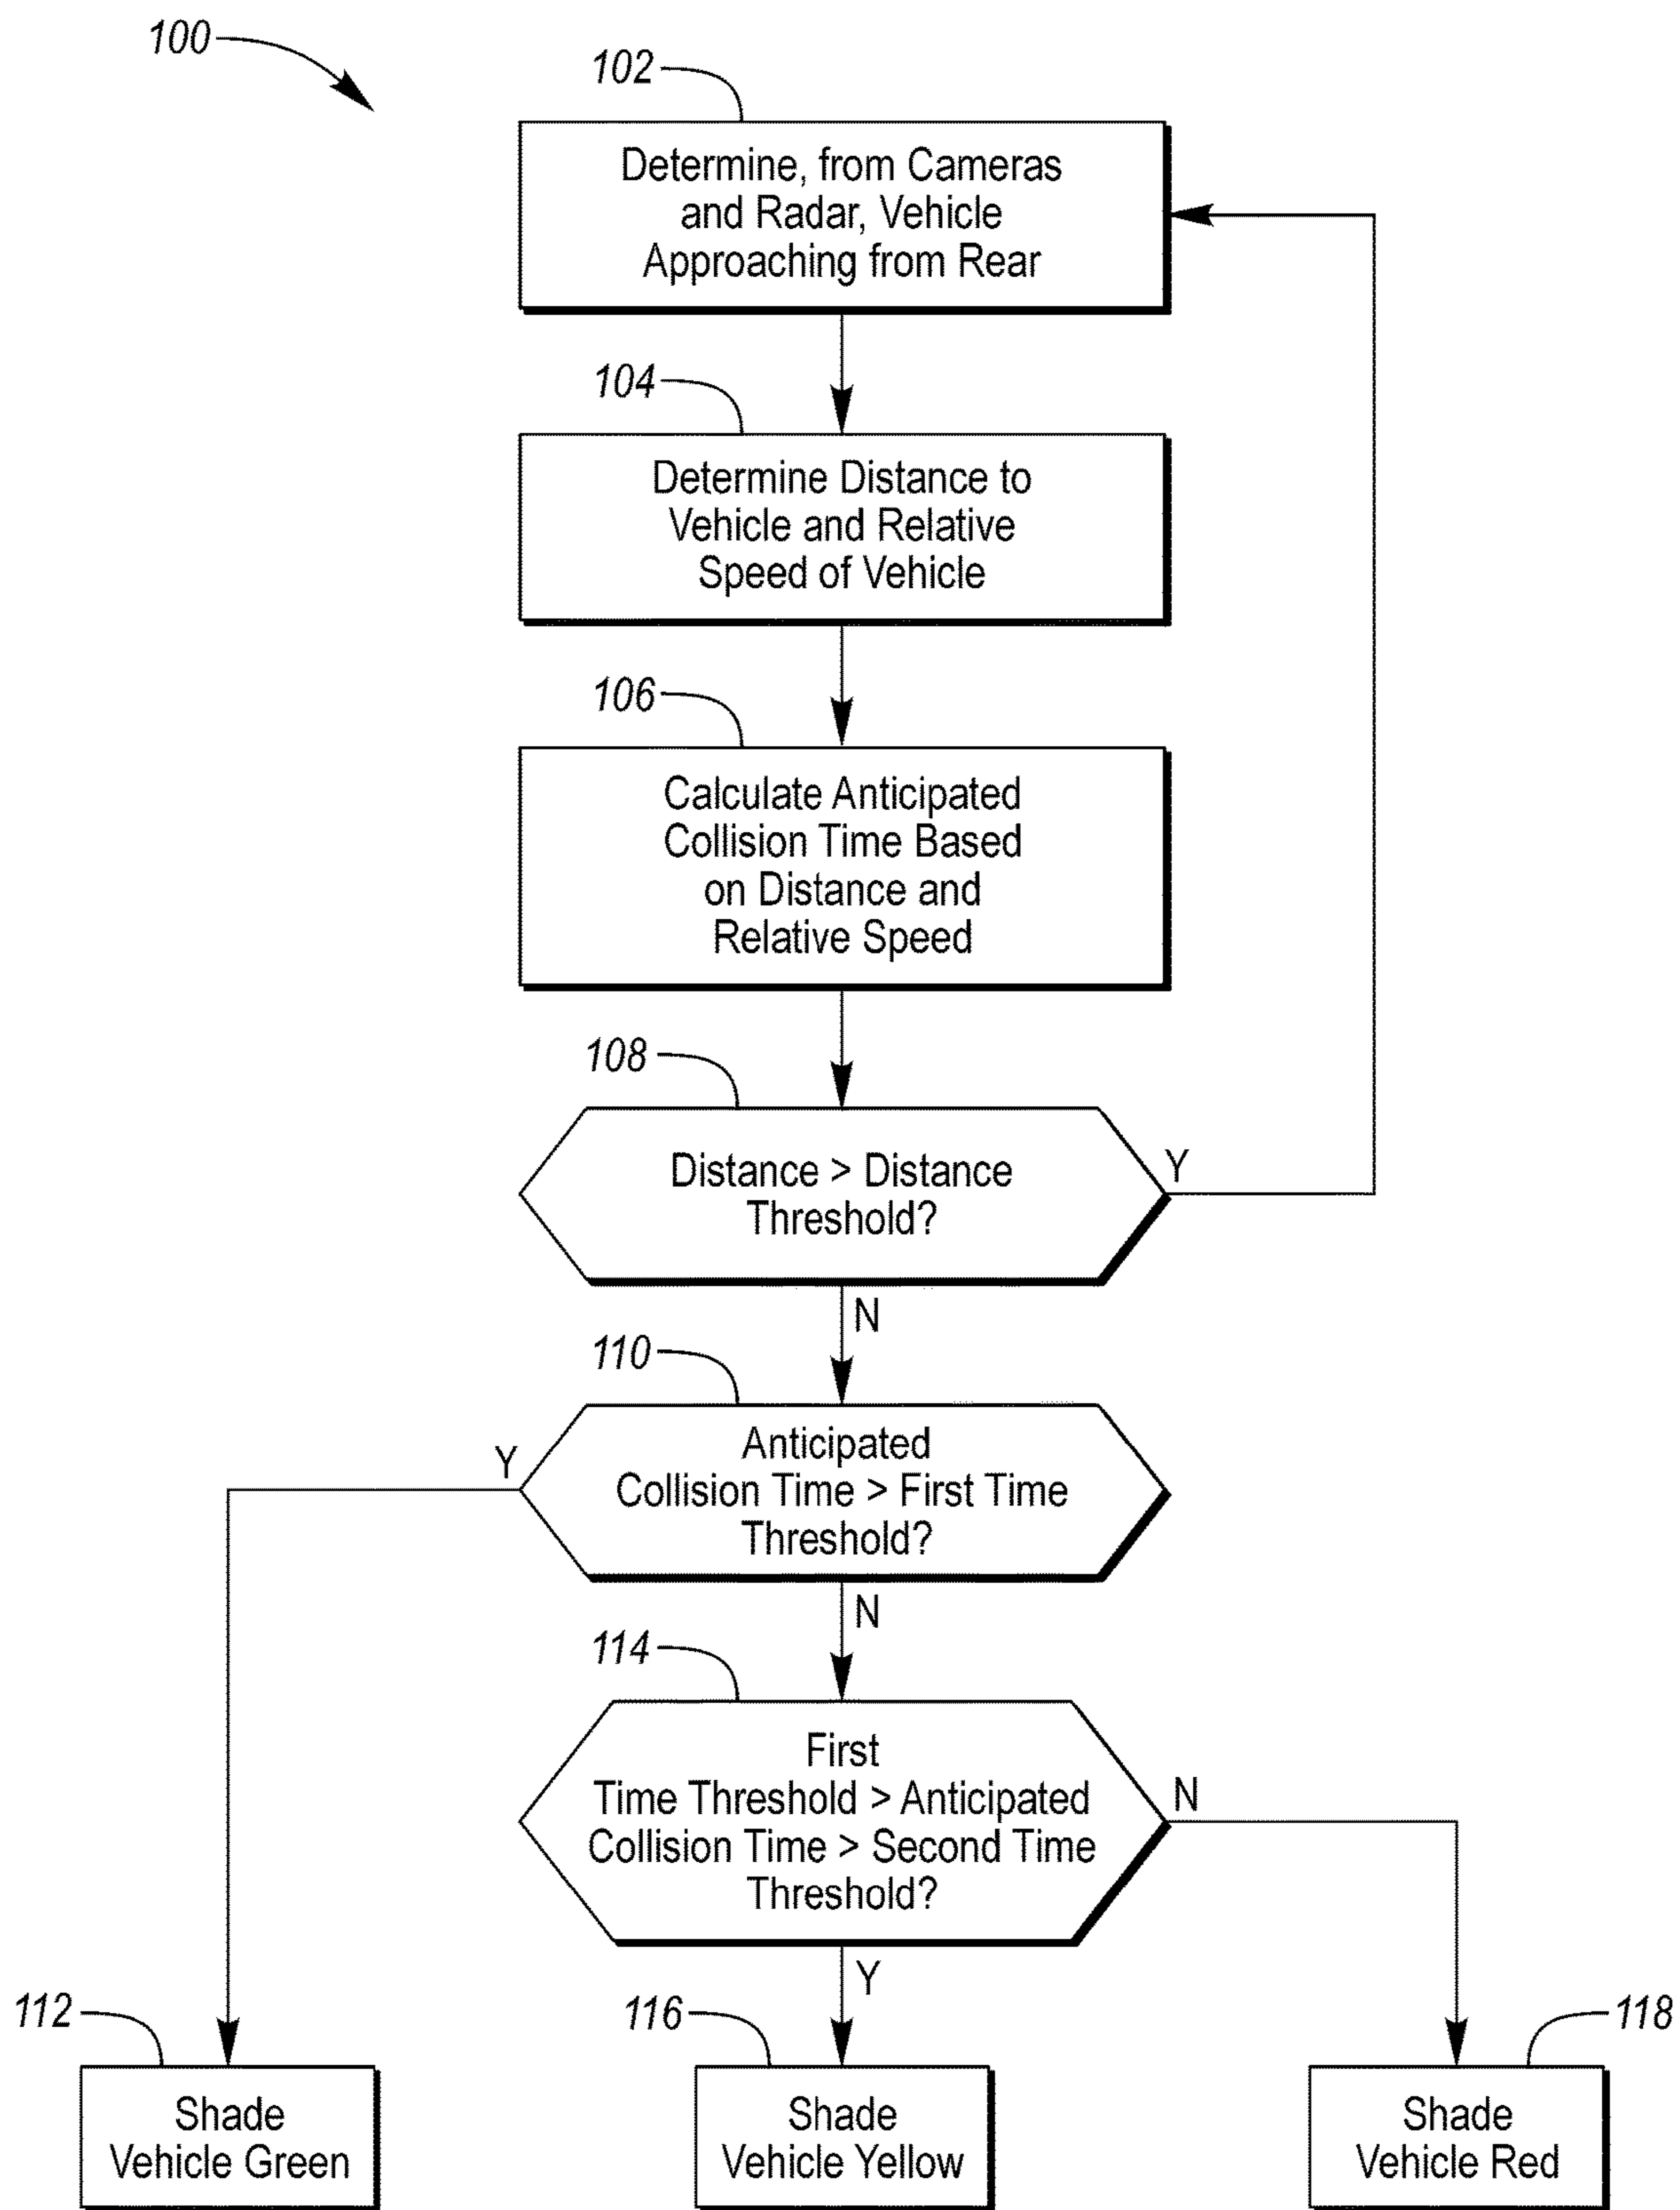 100
102
Determine, from Cameras
and Radar, Vehicle
Approaching from Rear
104
Determine Distance to
Vehicle and Relative
Speed of Vehicle
106
Calculate Anticipated
Collision Time Based
on Distance and
Relative Speed
108
Distance > Distance
Threshold?
Y
N
110
Anticipated
Collision Time > First Time
Threshold?
Y
N
114
First
Time Threshold > Anticipated
Collision Time > Second Time
Threshold?
N
Y
112
Shade
Vehicle Green
116
Shade
Vehicle Yellow
118
Shade
Vehicle Red